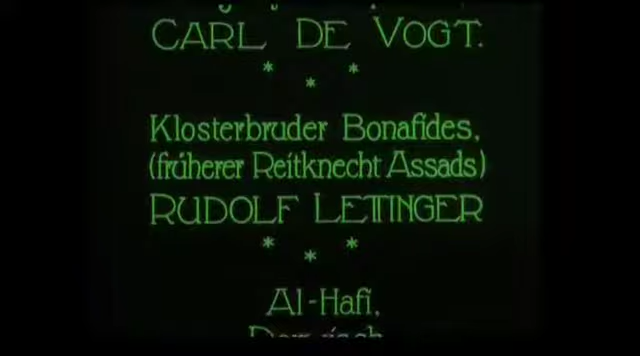 CARL DE VOGT.
* * *
Klosterbruder Bonafides,
(früherer Reitknecht Assads)
RUDOLF LETTINGER
* * *
Al-Hafi,